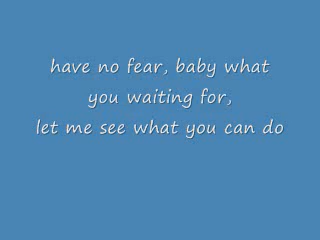 have no fear, baby what
you waiting for,
let me see what you can do